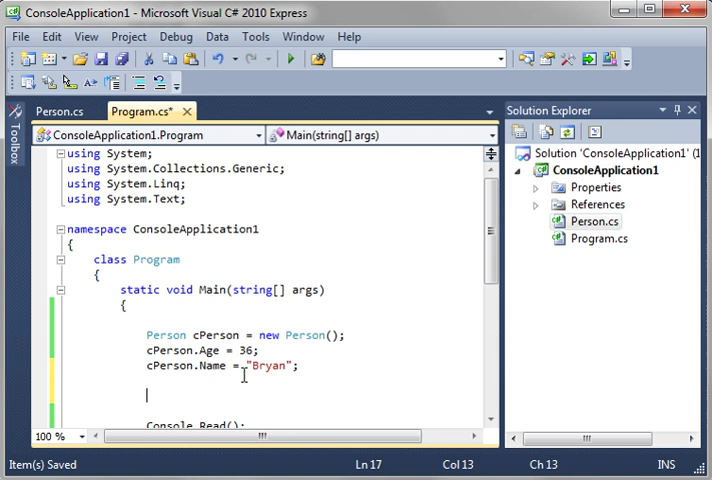 ConsoleApplication1 - Microsoft Visual C# 2010 Express
File Edit View Project Debug Data Tools Window Help
Person.cs Program.cs* ×
ConsoleApplication1.Program Main(string[] args)
Toolbox
using System;
using System.Collections.Generic;
using System.Linq;
using System.Text;
namespace ConsoleApplication1
{
class Program
{
static void Main(string[] args)
{
Person cPerson = new Person();
cPerson.Age = 36;
cPerson.Name = "Bryan";
Console.Read();
100 %
Solution Explorer
Solution 'ConsoleApplication1' (1
ConsoleApplication1
Properties
References
Person.cs
Program.cs
Item(s) Saved Ln 17 Col 13 Ch 13 INS